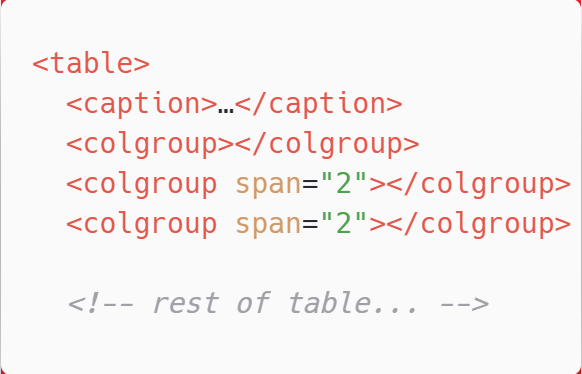 <table>
<caption>…</caption>
<colgroup></colgroup>
<colgroup span="2"></colgroup>
<colgroup span="2"></colgroup>
<!-- rest of table... -->